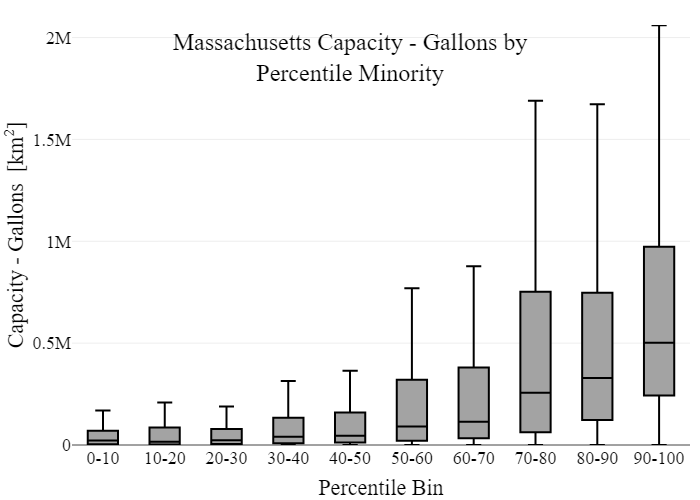 Massachusetts Capacity - Gallons by
Percentile Minority
Capacity - Gallons [km²]
2M
1.5M
1M
0.5M
0
0-10 10-20 20-30 30-40 40-50 50-60 60-70 70-80 80-90 90-100
Percentile Bin